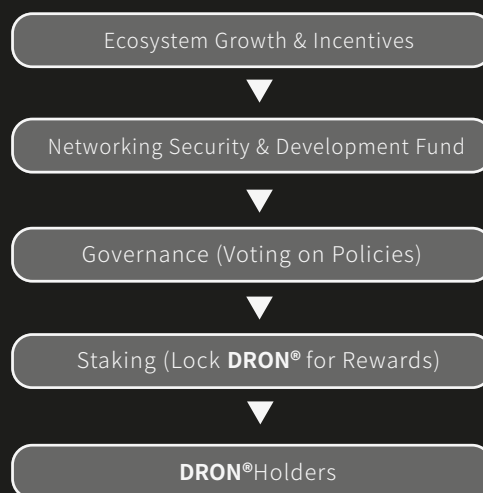 Ecosystem Growth & Incentives
Networking Security & Development Fund
Governance (Voting on Policies)
Staking (Lock DRON® for Rewards)
DRON®Holders